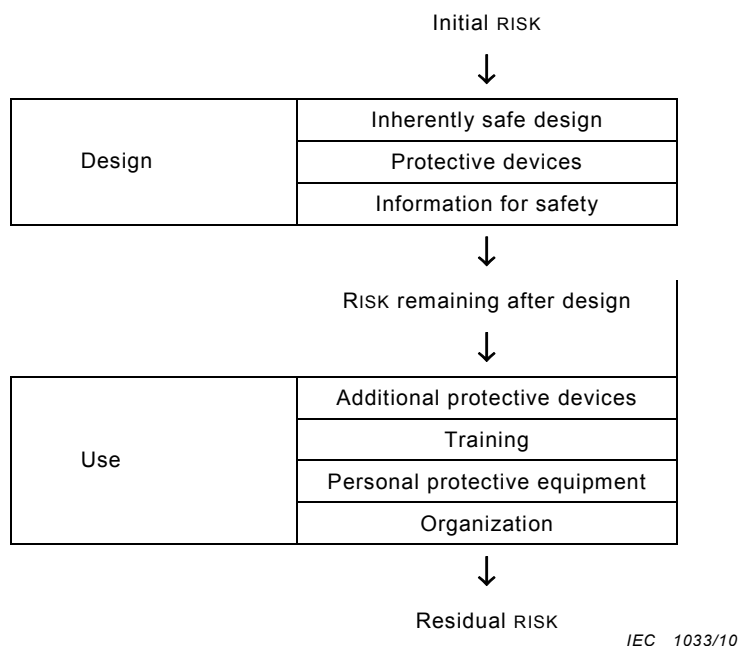 Initial RISK
↓
Inherently safe design
Design
Protective devices
Information for safety
↓
RISK remaining after design
↓
Additional protective devices
Training
Use
Personal protective equipment
Organization
↓
Residual RISK
IEC 1033/10